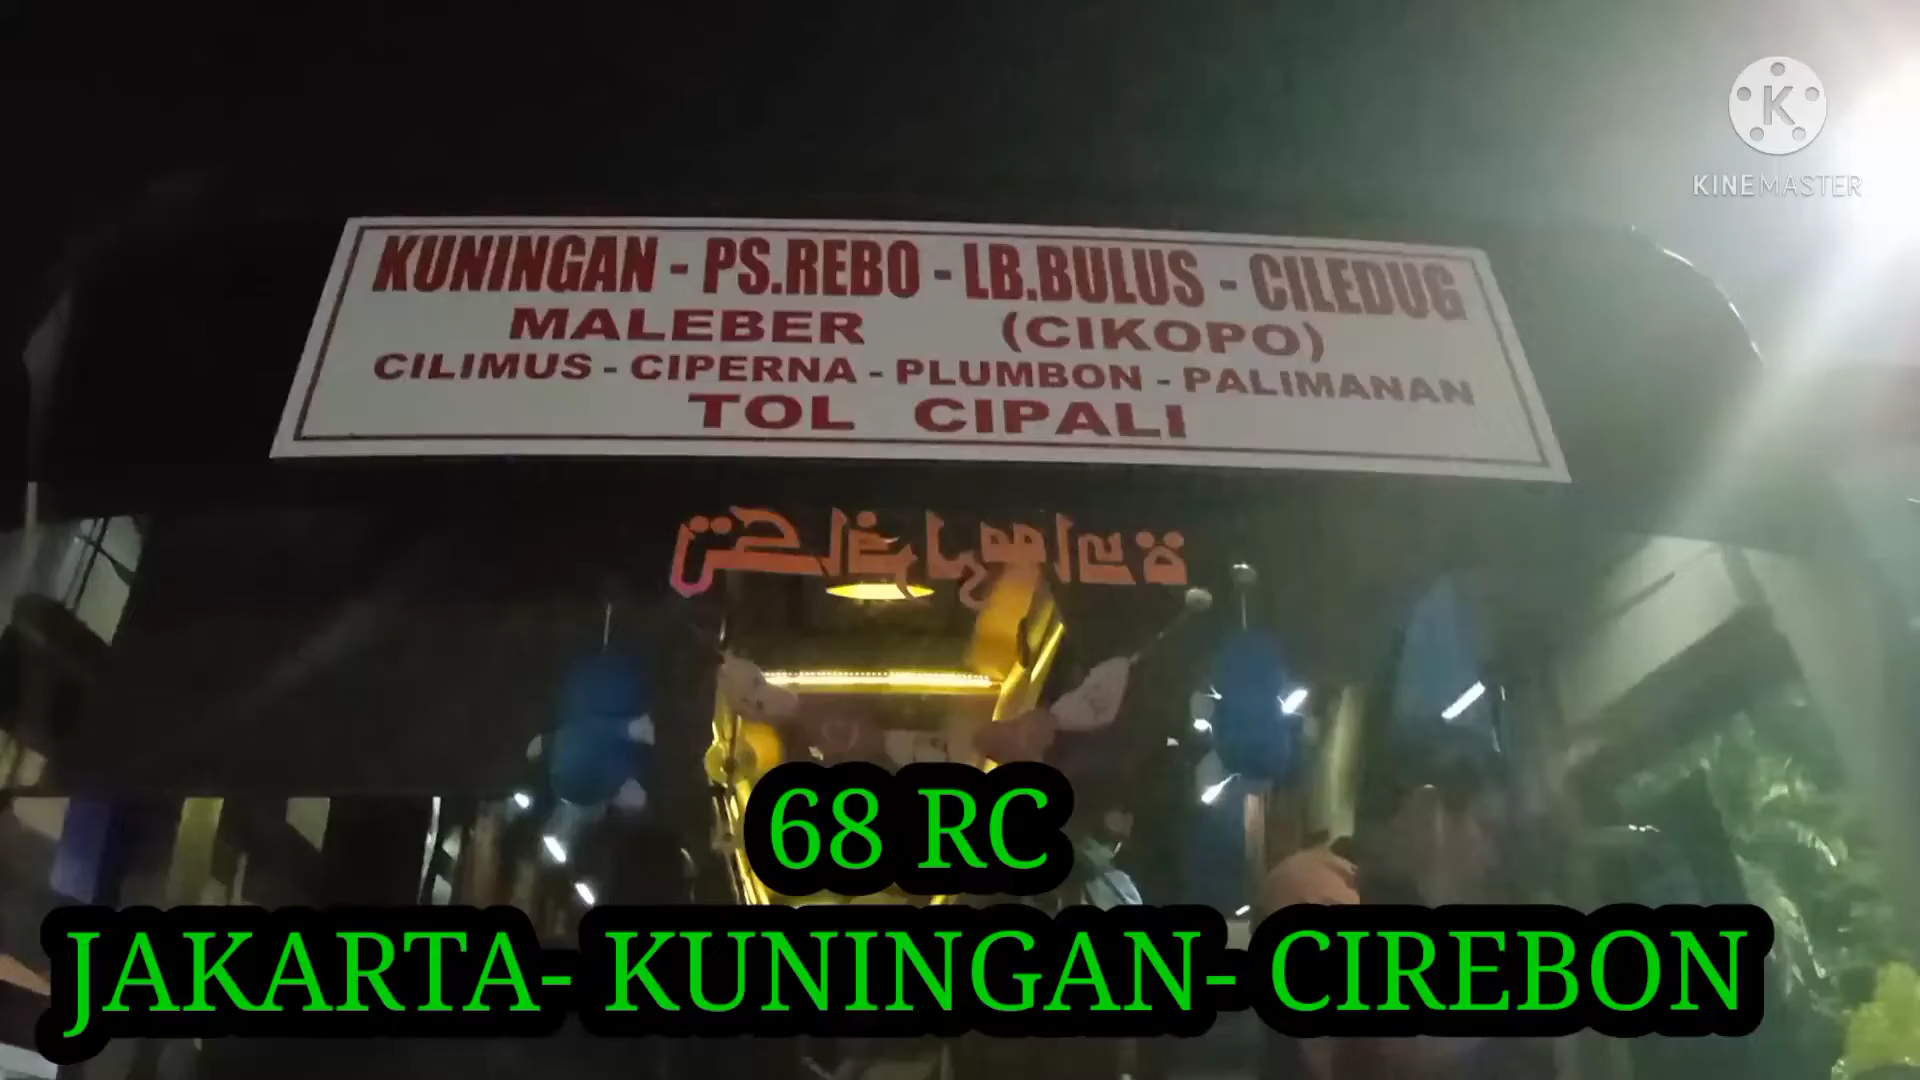 KINEMASTER
KUNINGAN - PS.REBO - LB.BULUS - CILEDUG
MALEBER (CIKOPO)
CILIMUS - CIPERNA - PLUMBON - PALIMANAN
TOL CIPALI
68 RC
JAKARTA- KUNINGAN- CIREBON